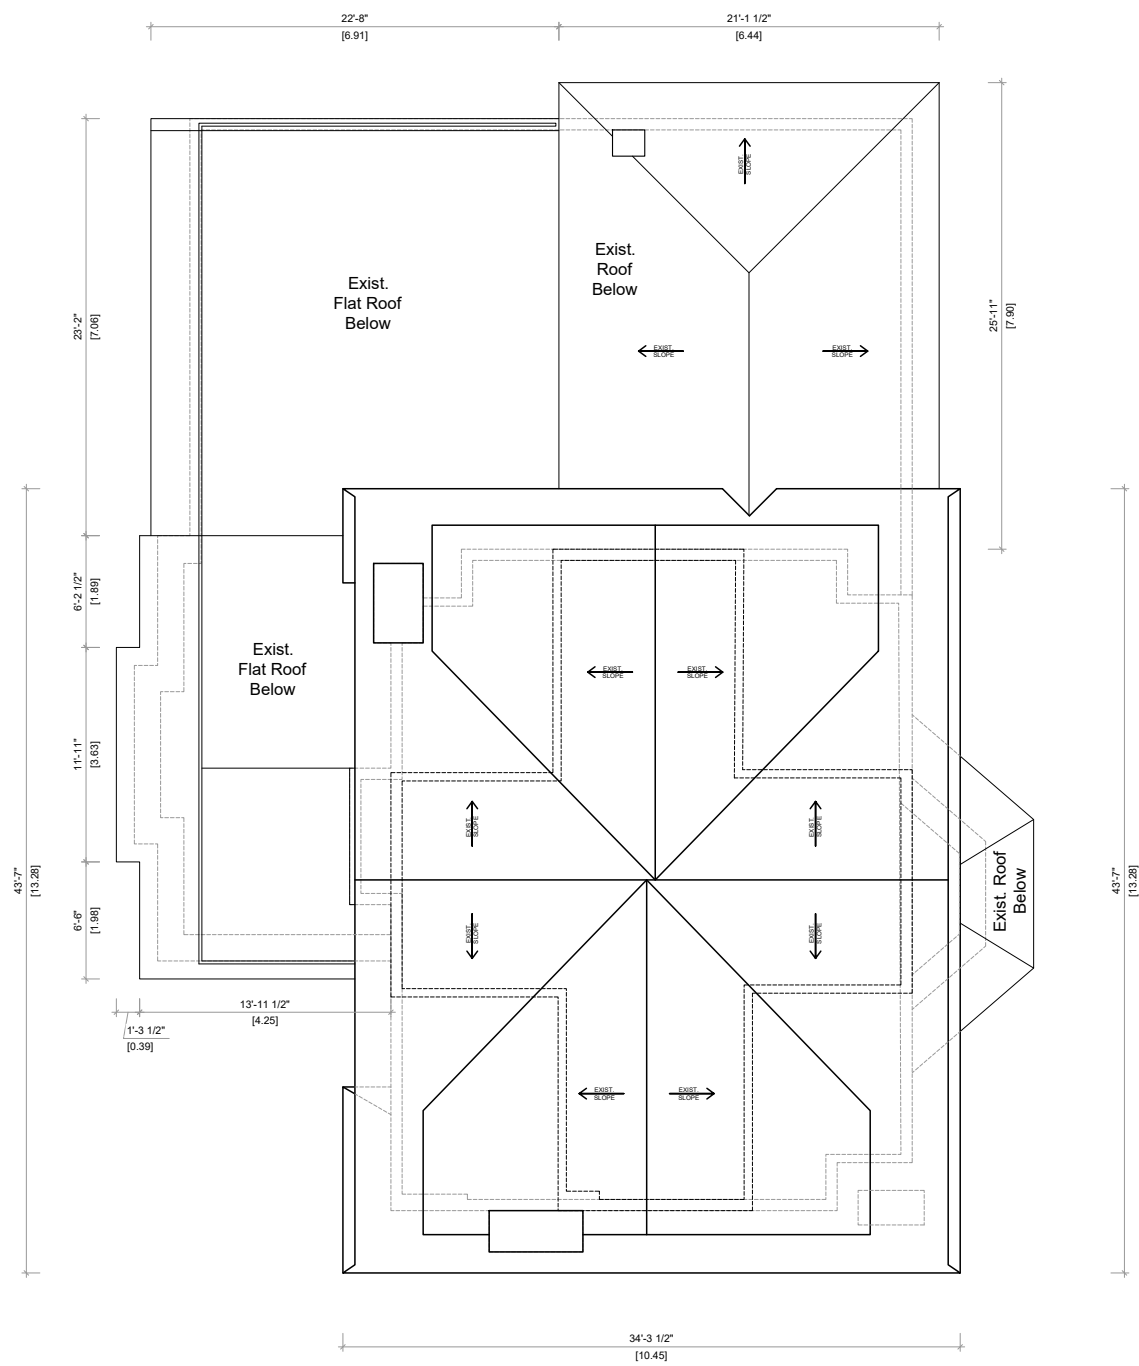 22'-8"
[6.91]
21'-1 1/2"
[6.44]
EXIST.
SLOPE
Exist.
Roof
Below
Exist.
Flat Roof
Below
23'-2"
[7.06]
25'-11"
[7.90]
EXIST.
SLOPE
EXIST.
SLOPE
6'-2 1/2"
[1.89]
Exist.
Flat Roof
Below
EXIST.
SLOPE
EXIST.
SLOPE
11'-11"
[3.63]
EXIST.
SLOPE
EXIST.
SLOPE
43'-7"
[13.28]
43'-7"
[13.28]
Exist. Roof
Below
6'-6"
[1.98]
EXIST.
SLOPE
EXIST.
SLOPE
13'-11 1/2"
[4.25]
1'-3 1/2"
[0.39]
EXIST.
SLOPE
EXIST.
SLOPE
34'-3 1/2"
[10.45]